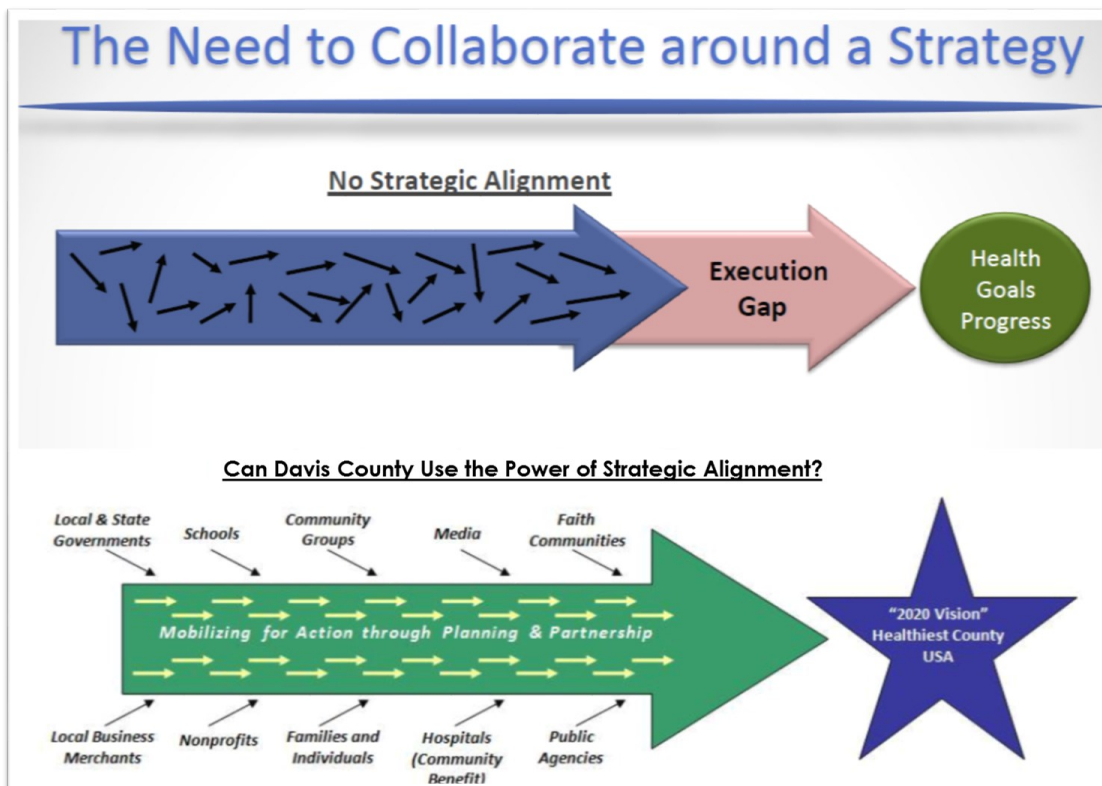 The Need to Collaborate around a Strategy
No Strategic Alignment
Execution
Gap
Health
Goals
Progress
Can Davis County Use the Power of Strategic Alignment?
Local & State
Governments
Schools
Community
Groups
Media
Faith
Communities
Mobilizing for Action through Planning & Partnership
"2020 Vision"
Healthiest County
USA
Local Business
Merchants
Nonprofits
Families and
Individuals
Hospitals
(Community
Benefit)
Public
Agencies